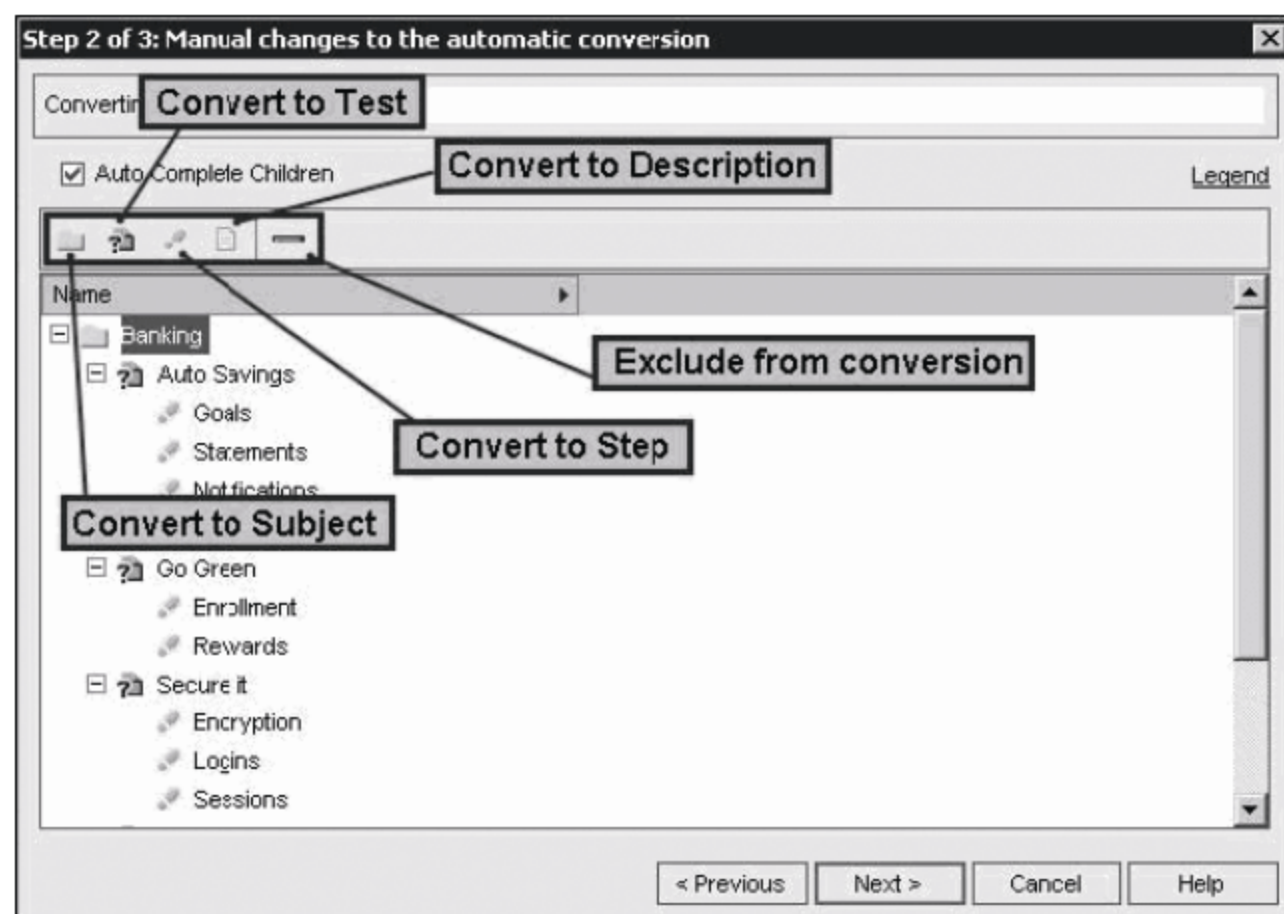 Step 2 of 3: Manual changes to the automatic conversion
Convert to Test
Auto Complete Children
Convert to Description
Legend
Name
Banking
Exclude from conversion
Auto Savings
Goals
Convert to Step
Statements
Notifications
Convert to Subject
Go Green
Enrollment
Rewards
Secure it
Encryption
Logins
Sessions
< Previous
Next >
Cancel
Help